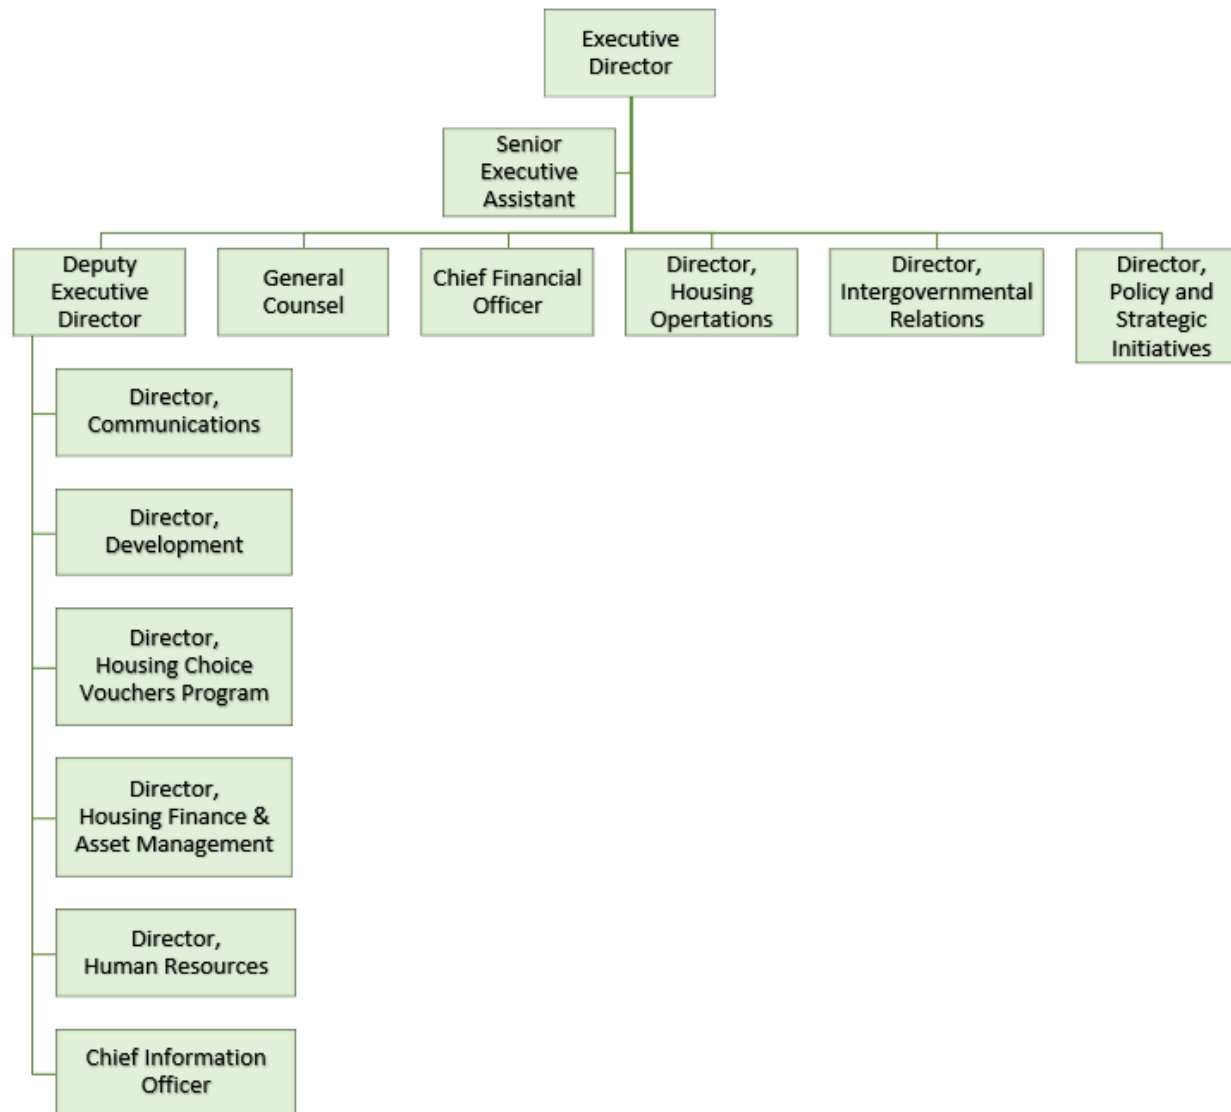 Executive
Director
Senior
Executive
Assistant
Deputy
Executive
Director
General
Counsel
Chief Financial
Officer
Director,
Housing
Opertations
Director,
Intergovernmental
Relations
Director,
Policy and
Strategic
Initiatives
Director,
Communications
Director,
Development
Director,
Housing Choice
Vouchers Program
Director,
Housing Finance &
Asset Management
Director,
Human Resources
Chief Information
Officer